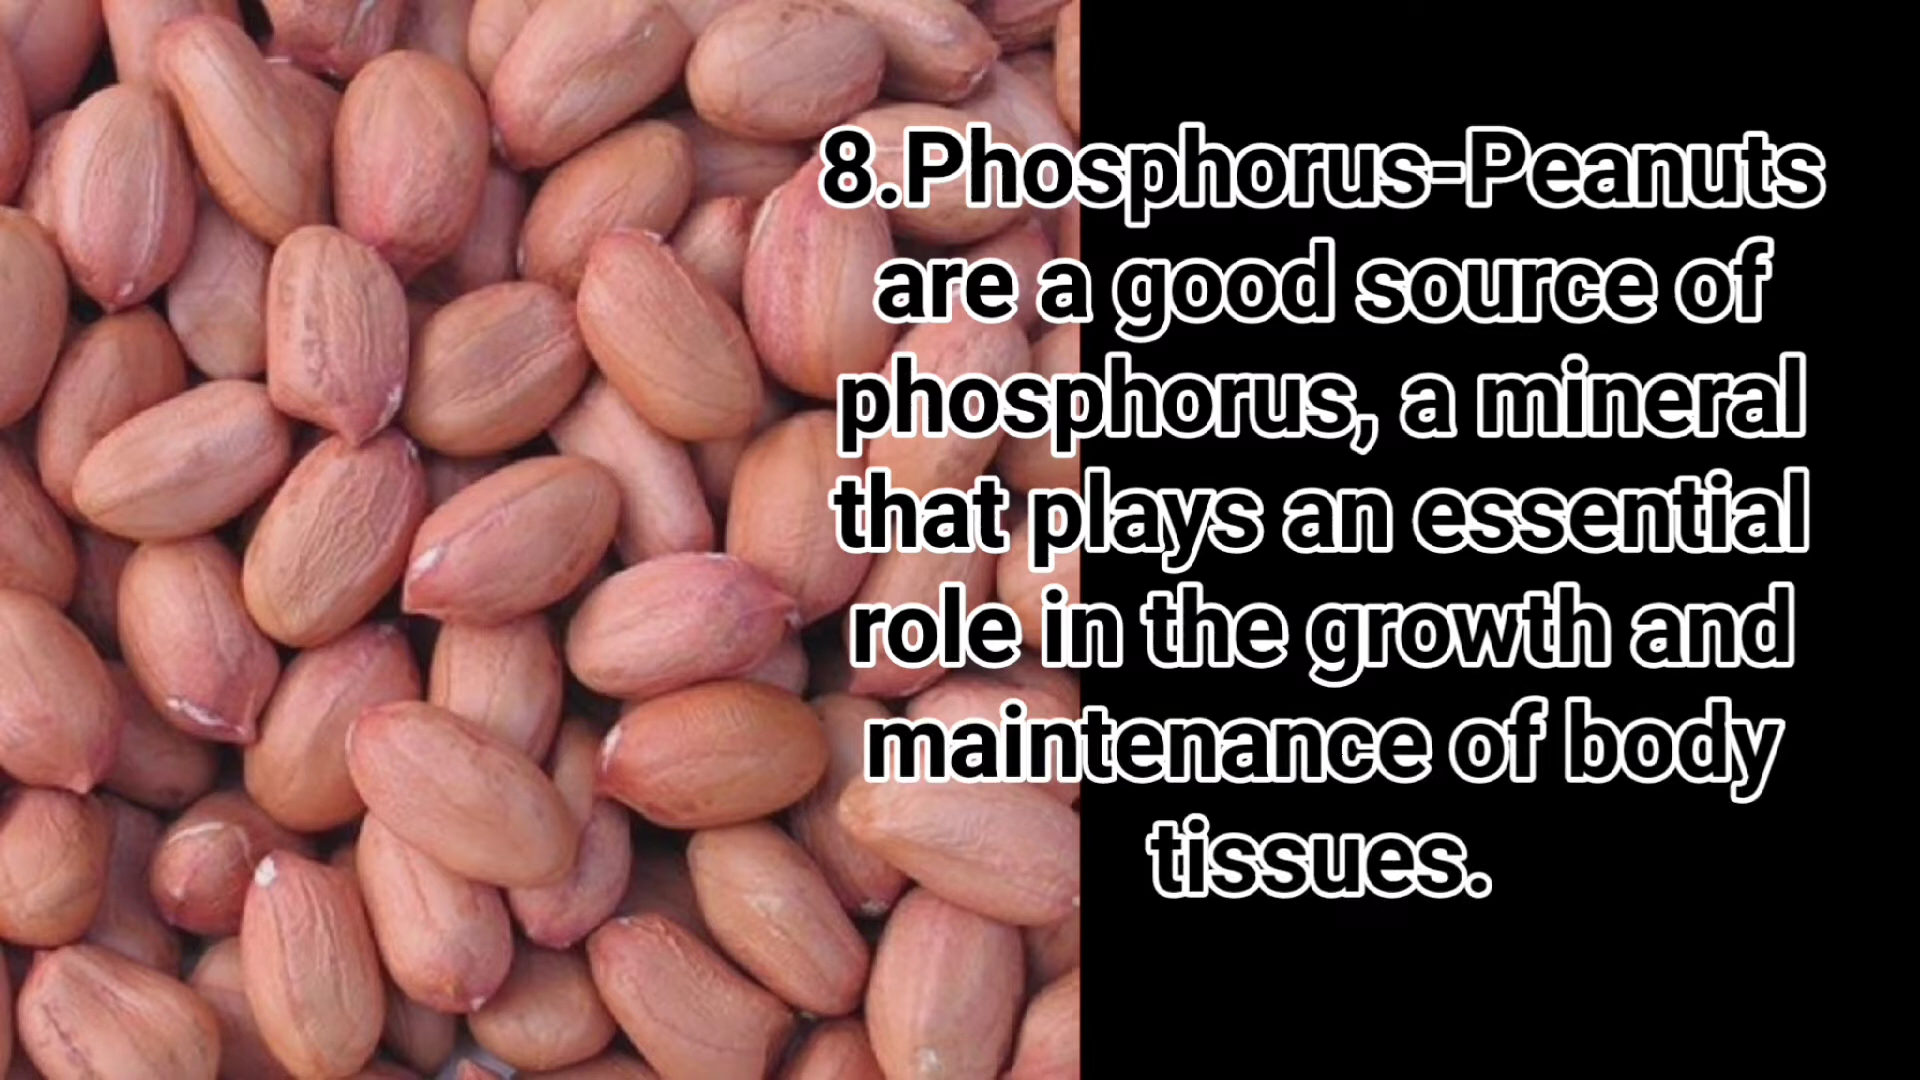 8.Phosphorus-Peanuts
are a good source of
phosphorus, a mineral
that plays an essential
role in the growth and
maintenance of body
tissues.